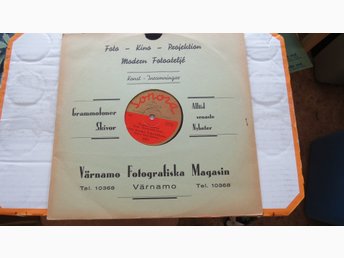 Foto – Kino – Projektion
Modern Fotoateljé
Konst - Inramningar
Sonora
Grammofoner
Skivor
Alltid
senaste
Nyheter
Värnamo Fotografiska Magasin
Tel. 10368 Värnamo Tel. 10368